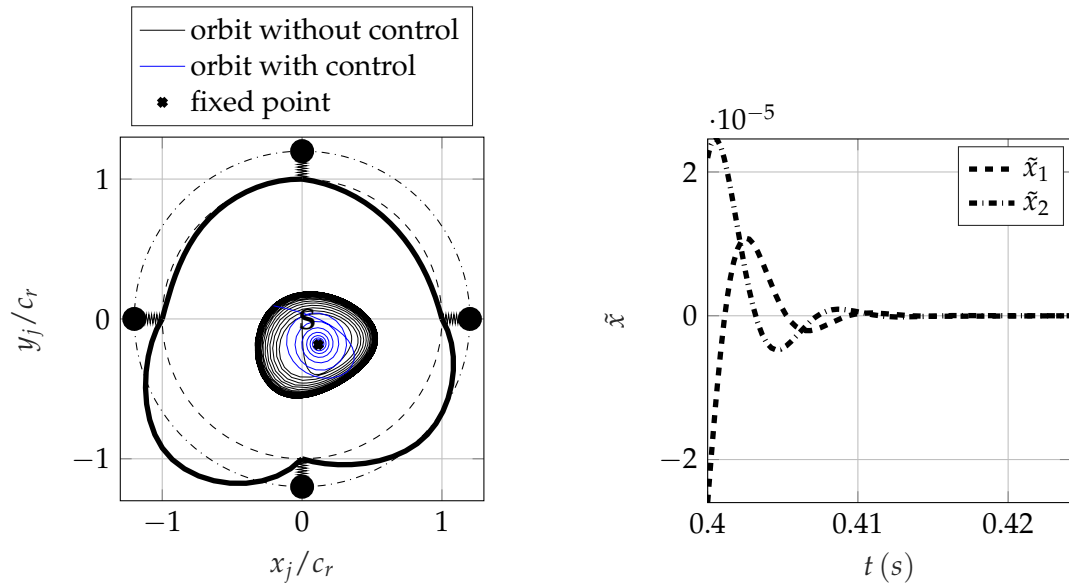 orbit without control
orbit with control
fixed point
1
0
−1
y_j/c_r
S
−1
0
1
x_j/c_r
·10^−5
2
0
−2
x̃
x̃_1
x̃_2
0.4
0.41
0.42
t (s)